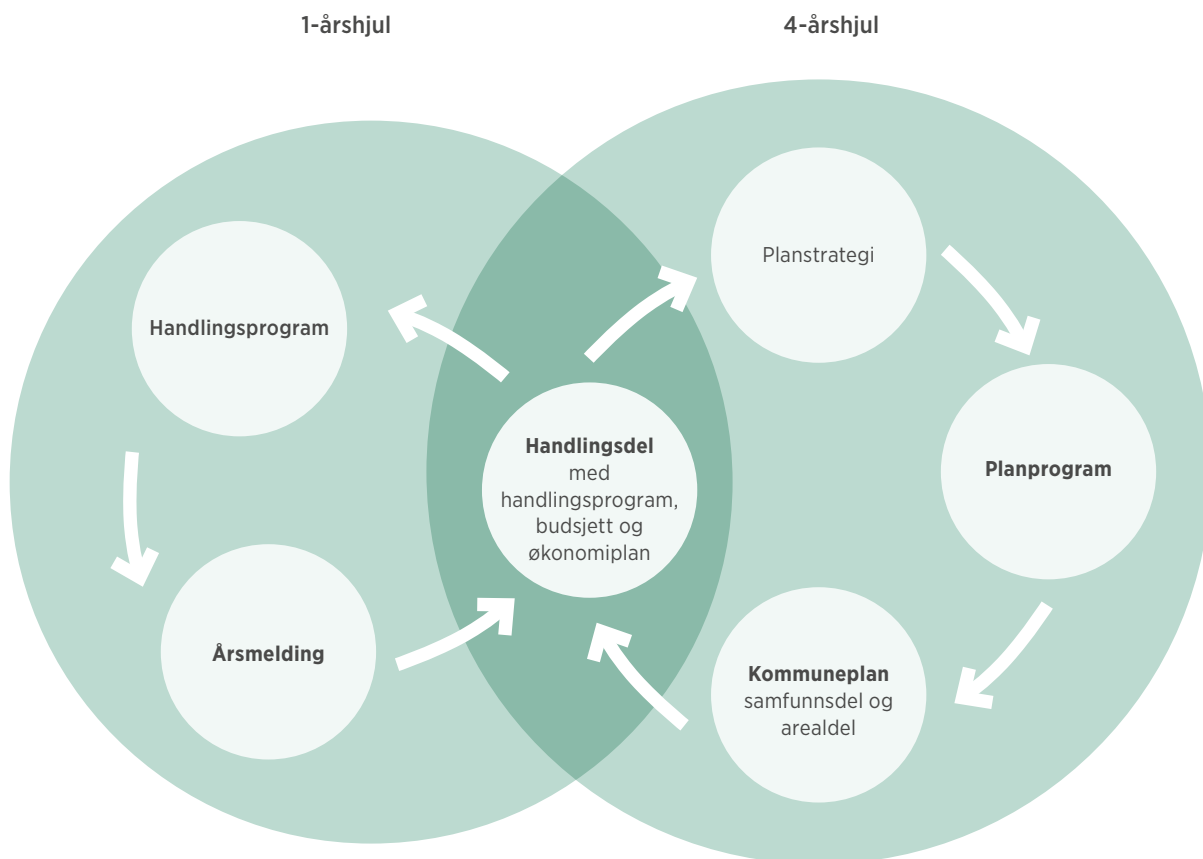 1-årshjul
4-årshjul
Planstrategi
Handlingsprogram
Handlingsdel
med
handlingsprogram,
budsjett og
økonomiplan
Planprogram
Årsmelding
Kommuneplan
samfunnsdel og
arealdel